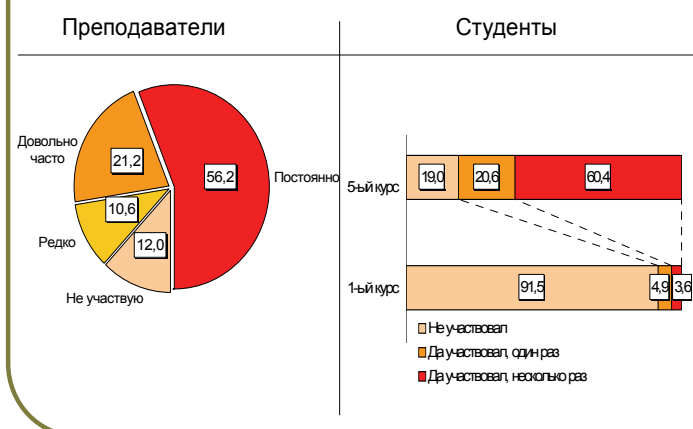 Преподаватели
Студенты
Довольно
часто
21,2
56,2
Постоянно
10,6
Редко
12,0
Не участвую
5-ый курс
19,0
20,6
60,4
1-ый курс
91,5
4,9
3,6
Не участвовал
Да участвовал, один раз
Да участвовал, несколько раз